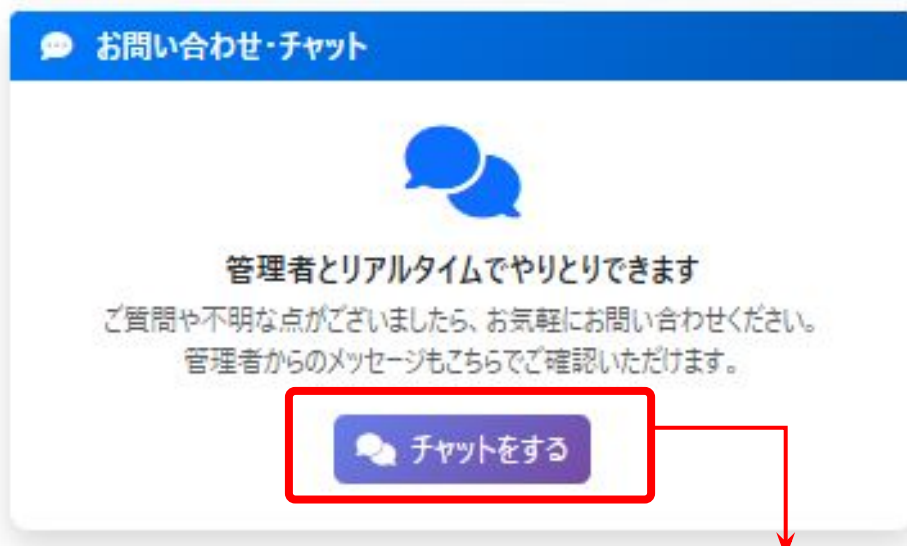 お問い合わせ・チャット
管理者とリアルタイムでやりとりできます
ご質問や不明な点がございましたら、お気軽にお問い合わせください。
管理者からのメッセージもこちらでご確認いただけます。
チャットをする